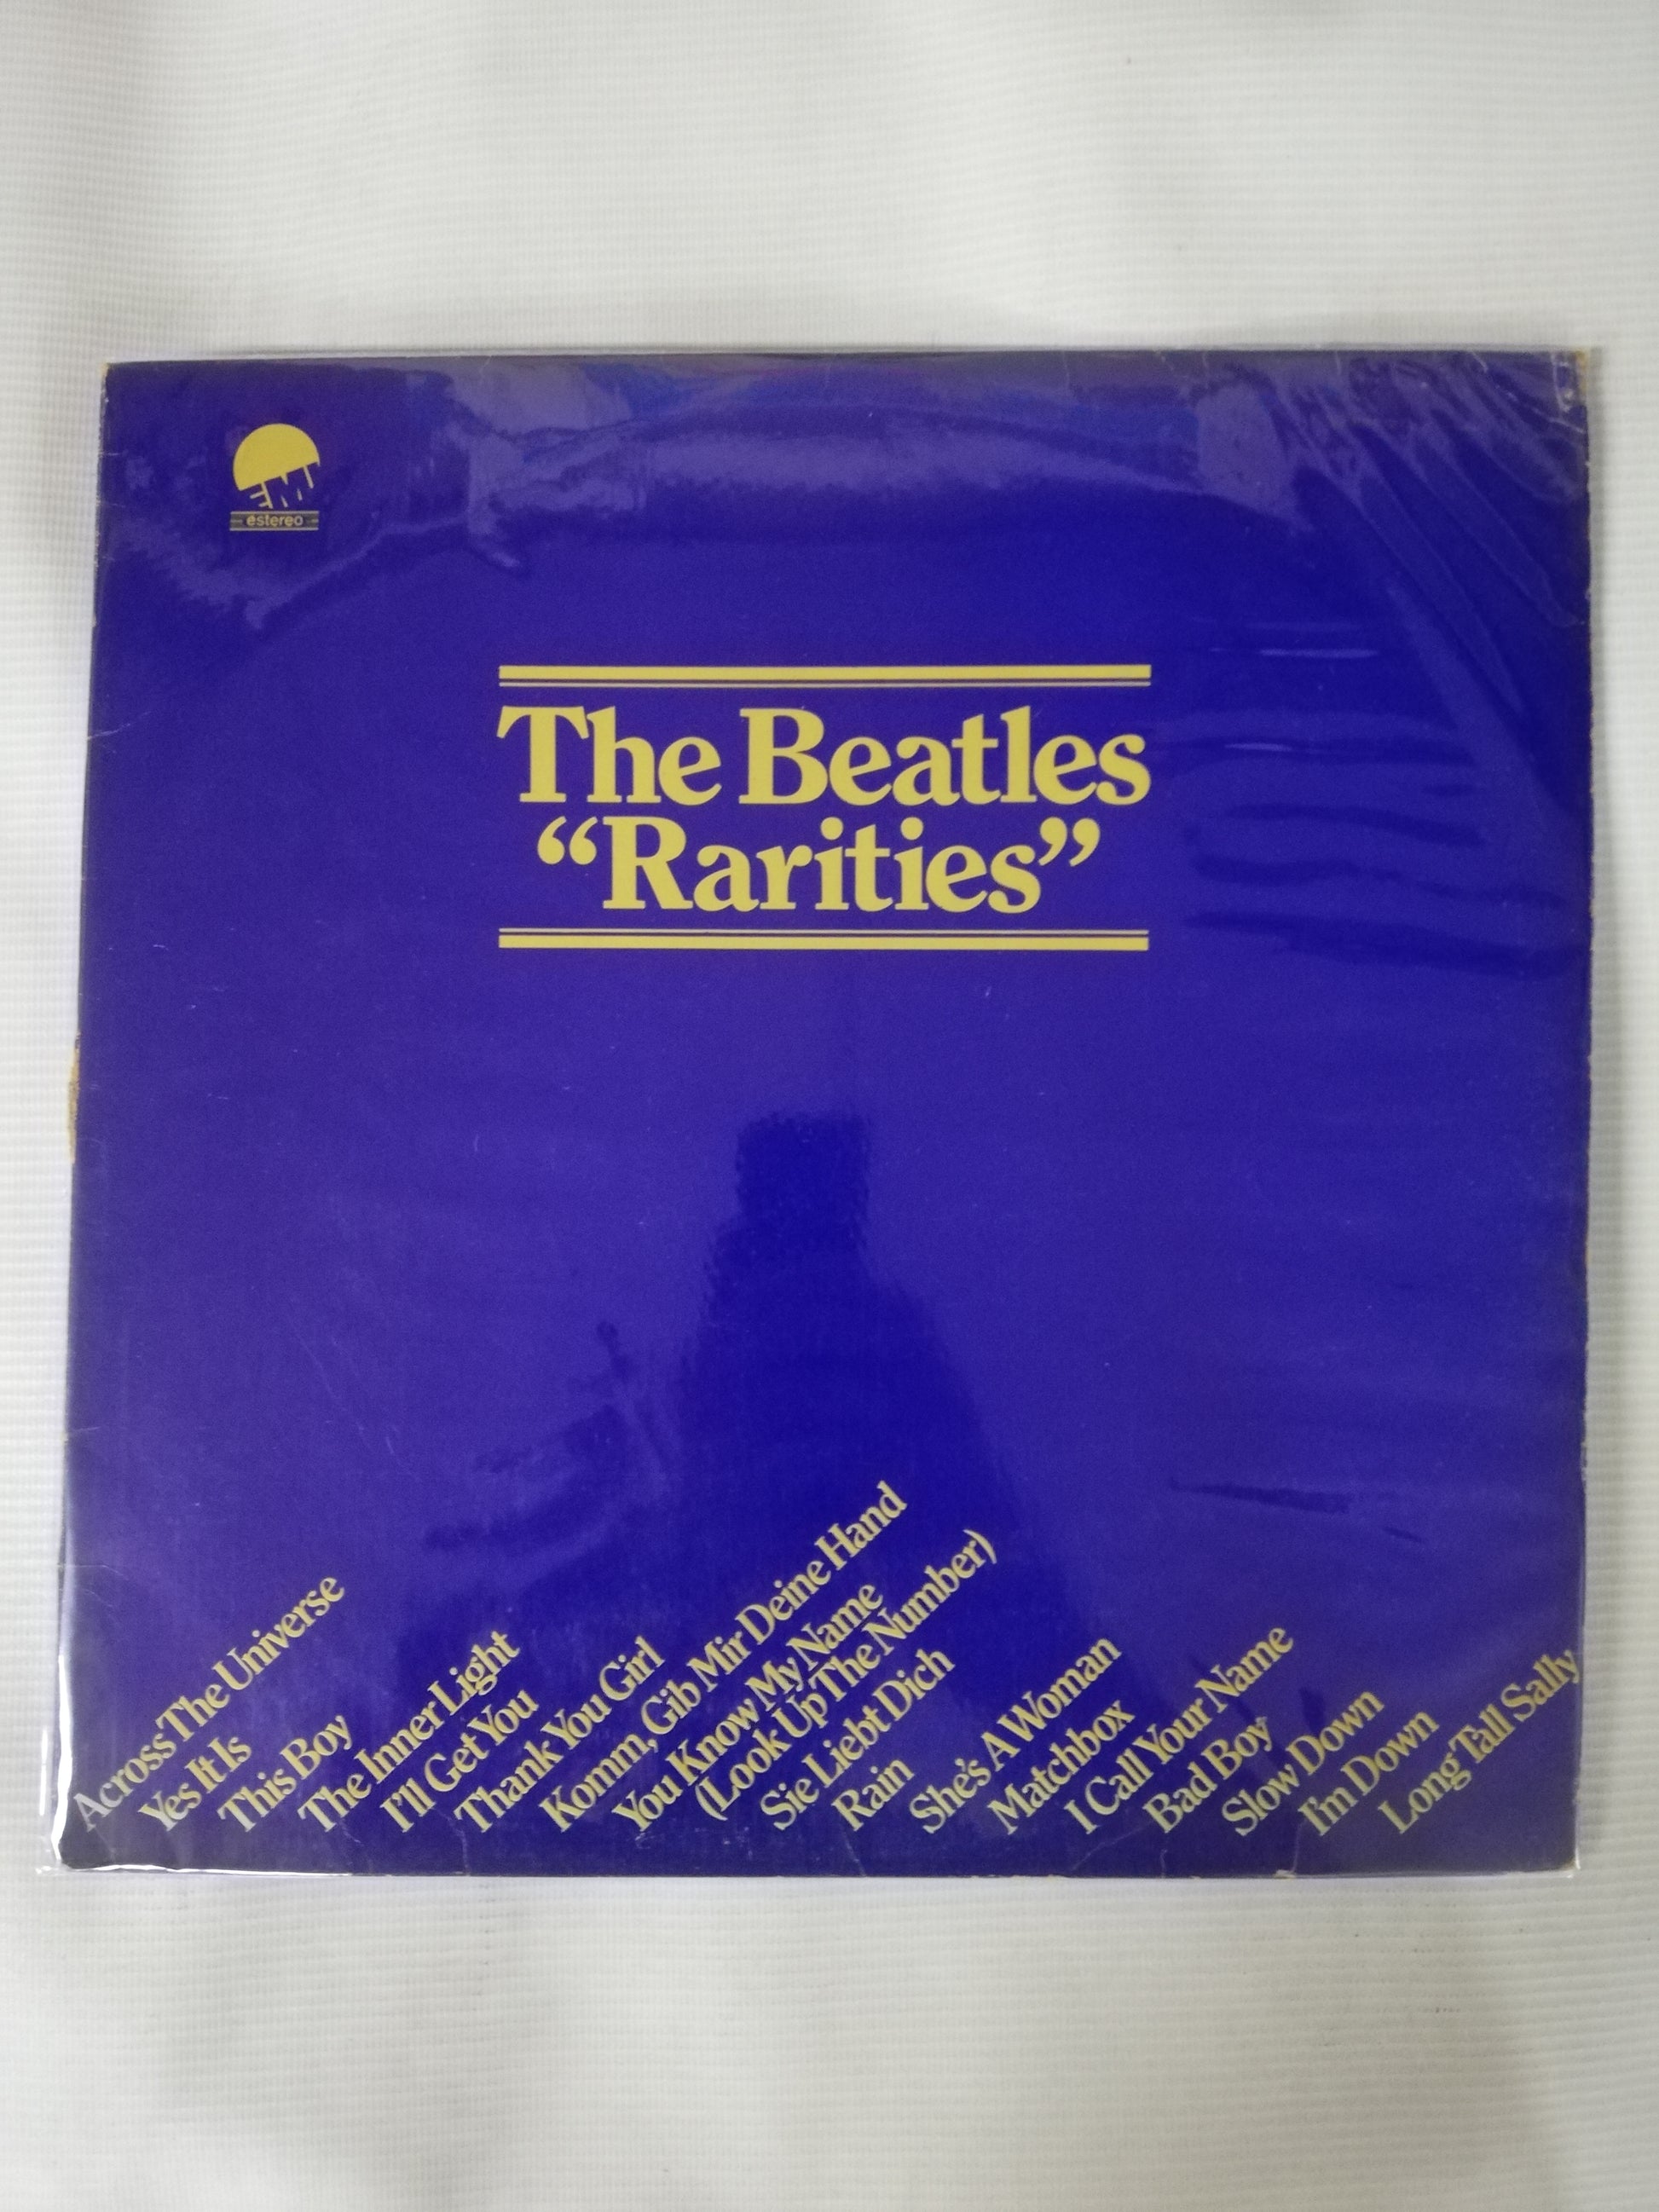 EMI
estereo
The Beatles
“Rarities”
Across The Universe
Yes It Is
This Boy
The Inner Light
I'll Get You
Thank You Girl
Komm, Gib Mir Deine Hand
You Know My Name
(Look Up The Number)
Sie Liebt Dich
Rain
She's A Woman
Matchbox
I Call Your Name
Bad Boy
Slow Down
I'm Down
Long Tall Sally